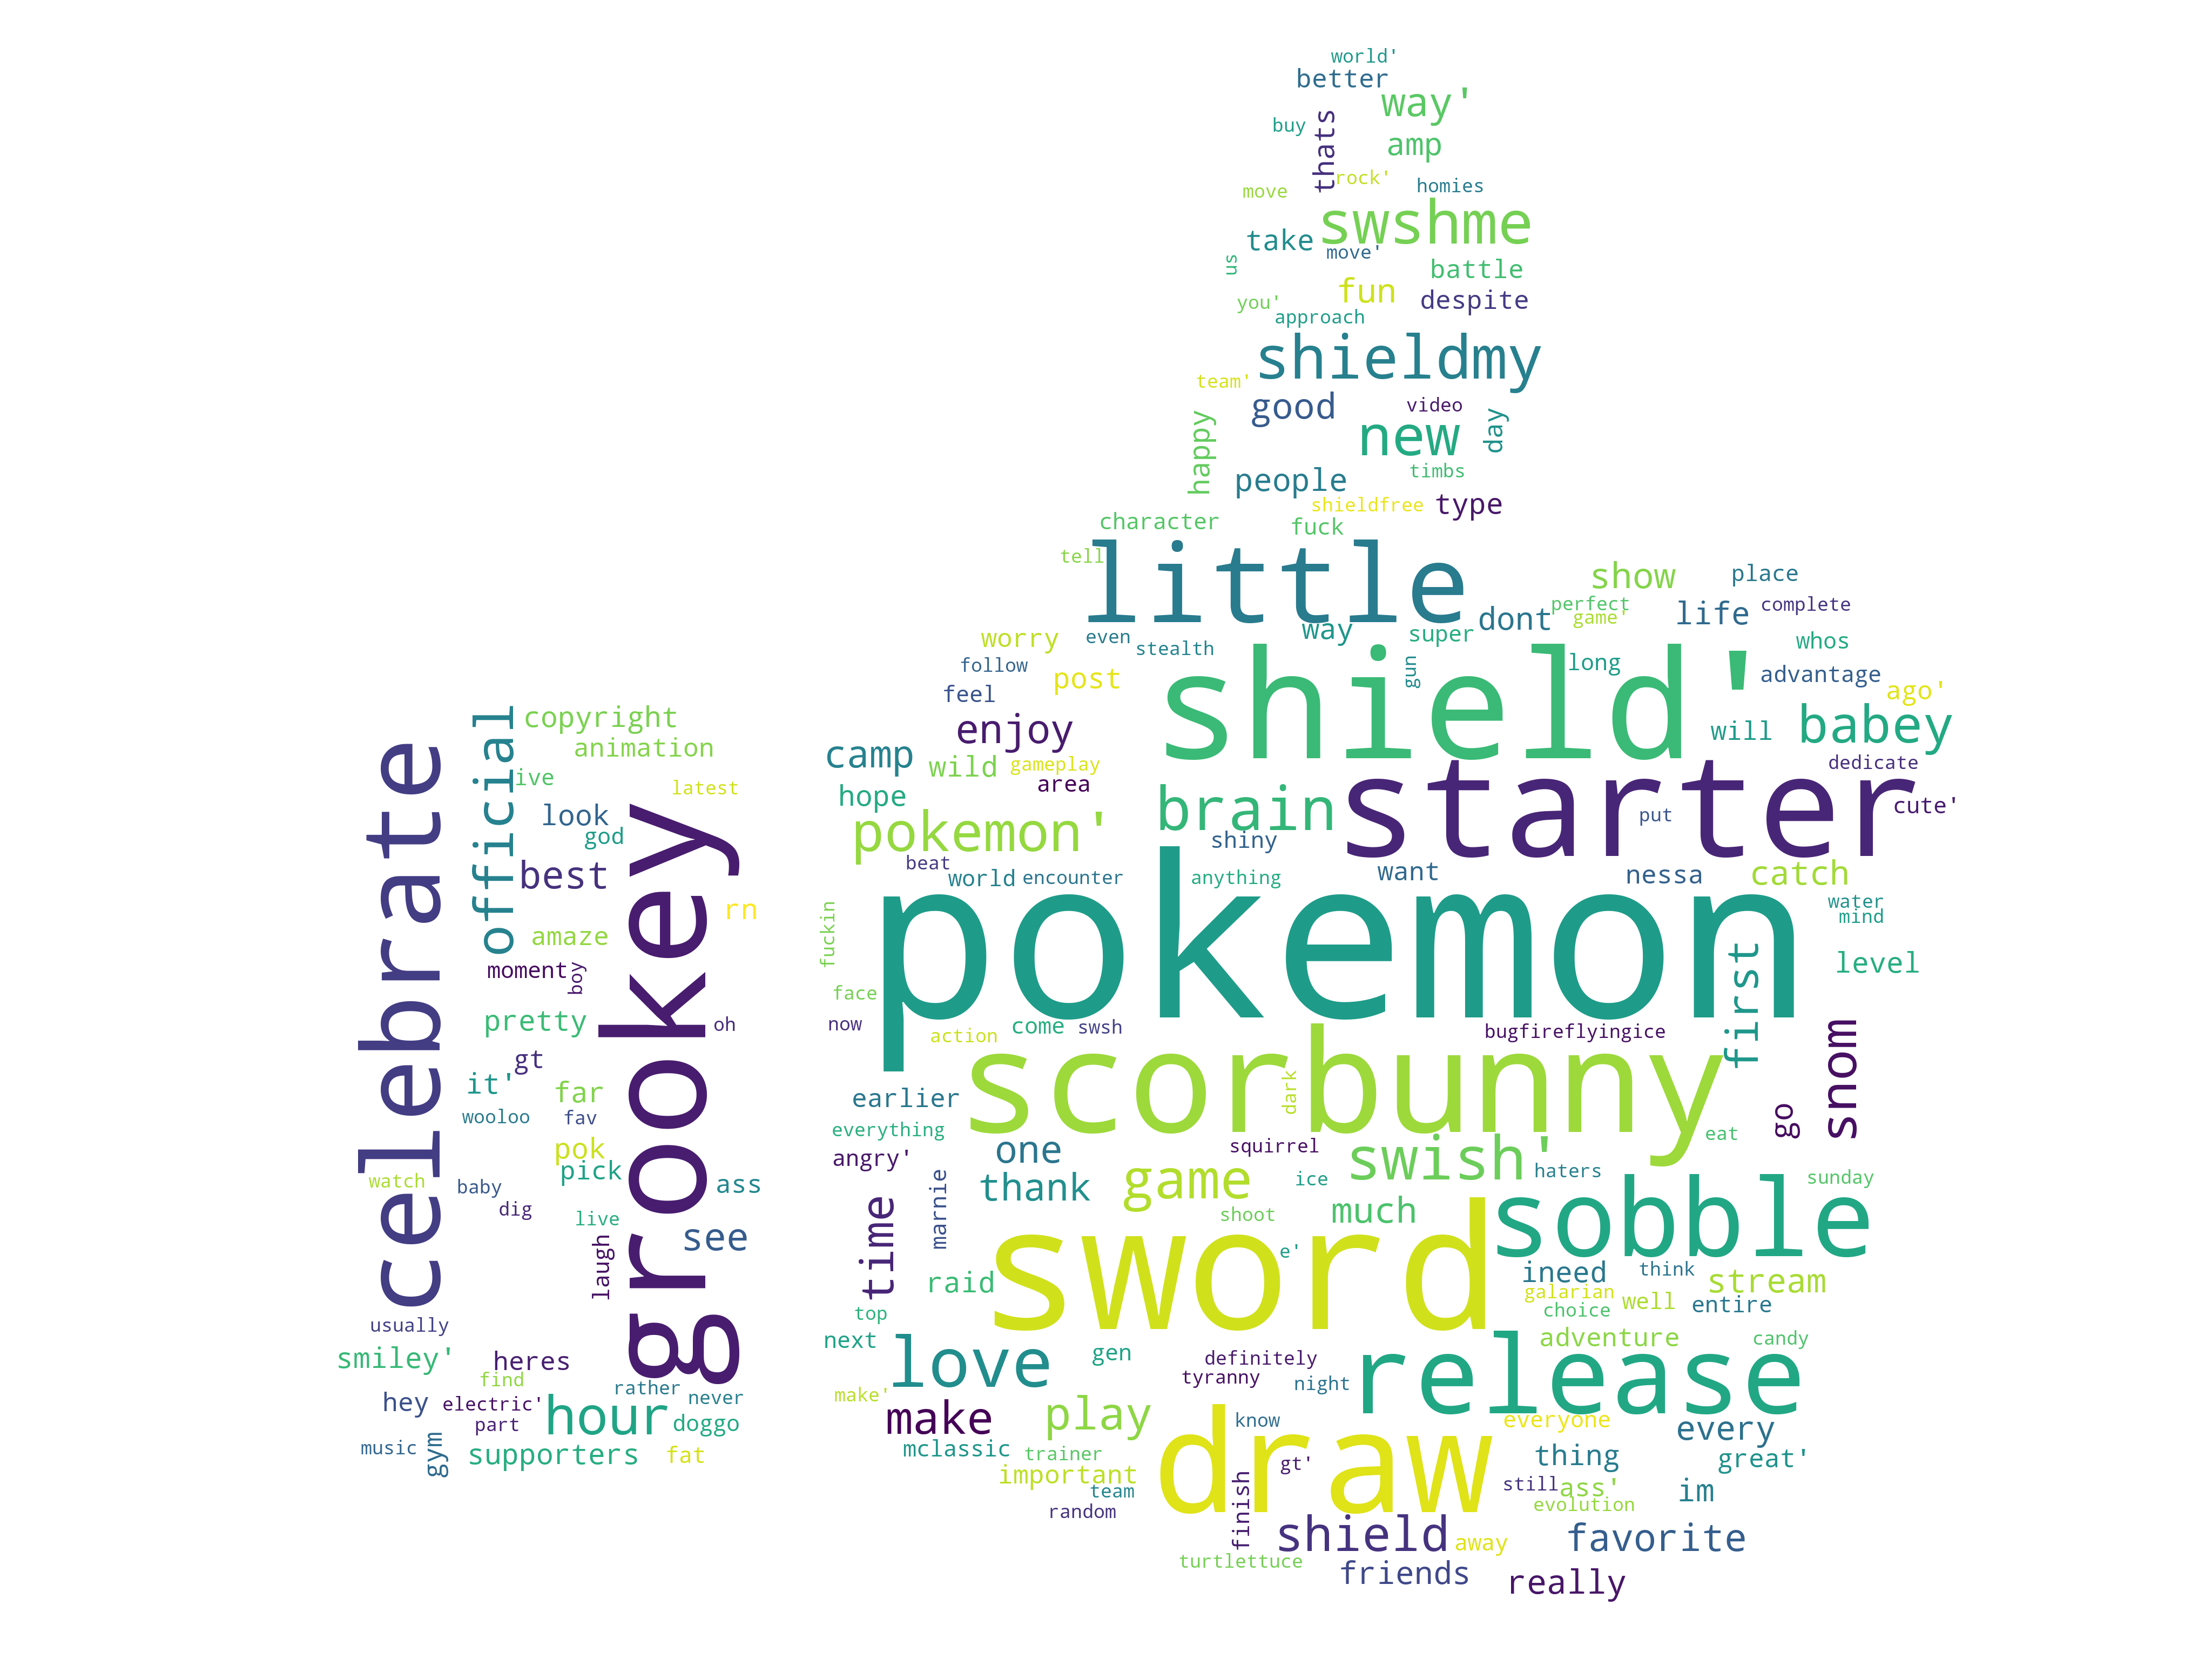 world'
better
way'
buy
thats
amp
rock'
homies
move
swshme
take
move'
us
battle
fun
despite
you'
approach
shieldmy
team'
good
video
happy
new
day
timbs
people
shieldfree
type
character
fuck
tell
little
show
place
perfect
complete
game'
life
dont
worry
even
way
super
stealth
whos
follow
long
gun
post
advantage
feel
shield'
ago'
copyright
official
enjoy
will
babey
animation
camp
wild
gameplay
dedicate
ive
area
starter
latest
hope
brain
cute'
celebrate
look
put
god
pokemon'
shiny
beat
best
world
encounter
anything
want
nessa
catch
grookey
rn
water
mind
fuckin
pokemon
amaze
first
level
moment
boy
face
pretty
oh
now
action
come
swsh
bugfireflyingice
snom
gt
scorbunny
it'
far
dark
earlier
go
wooloo
fav
everything
eat
pok
one
squirrel
angry'
swish'
pick
ice
haters
sunday
watch
baby
ass
thank
game
sobble
dig
live
time
marnie
shoot
much
see
sword
e'
laugh
raid
ineed
think
stream
galarian
choice
well
entire
top
usually
next
love
gen
adventure
candy
smiley'
heres
definitely
release
find
tyranny
night
rather
never
make'
hey
electric'
hour
make
play
know
everyone
every
part
doggo
draw
music
gym
supporters
fat
mclassic
trainer
thing
great'
important
gt'
team
still
ass'
im
random
finish
evolution
shield
away
favorite
turtlettuce
friends
really